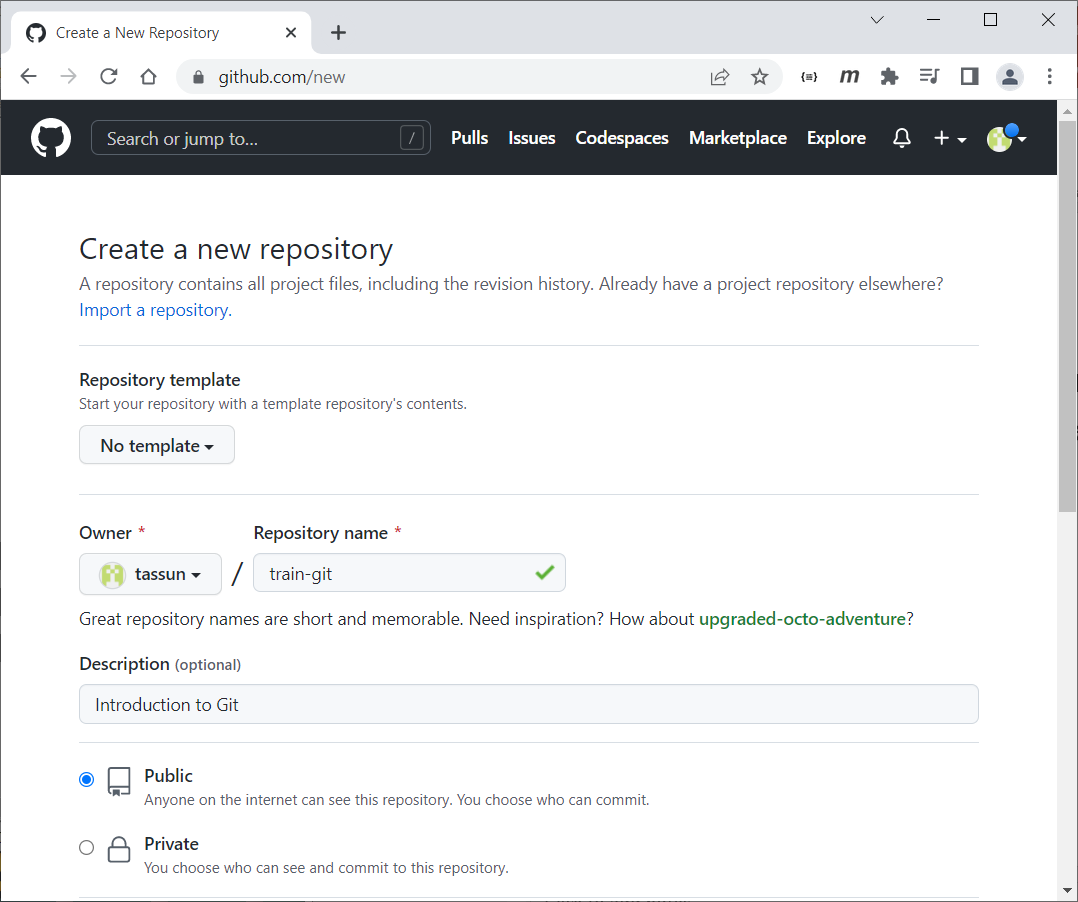 Create a New Repository
github.com/new
Search or jump to... /
Pulls Issues Codespaces Marketplace Explore
Create a new repository
A repository contains all project files, including the revision history. Already have a project repository elsewhere?
Import a repository.
Repository template
Start your repository with a template repository's contents.
No template
Owner * Repository name *
tassun / train-git
Great repository names are short and memorable. Need inspiration? How about upgraded-octo-adventure?
Description (optional)
Introduction to Git
Public
Anyone on the internet can see this repository. You choose who can commit.
Private
You choose who can see and commit to this repository.